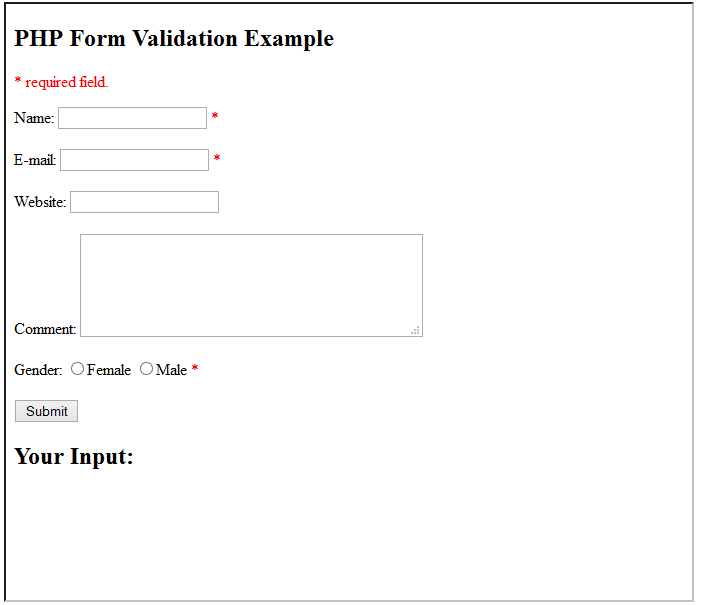 PHP Form Validation Example
* required field.
Name: *
E-mail: *
Website:
Comment:
Gender: Female Male *
Submit
Your Input: